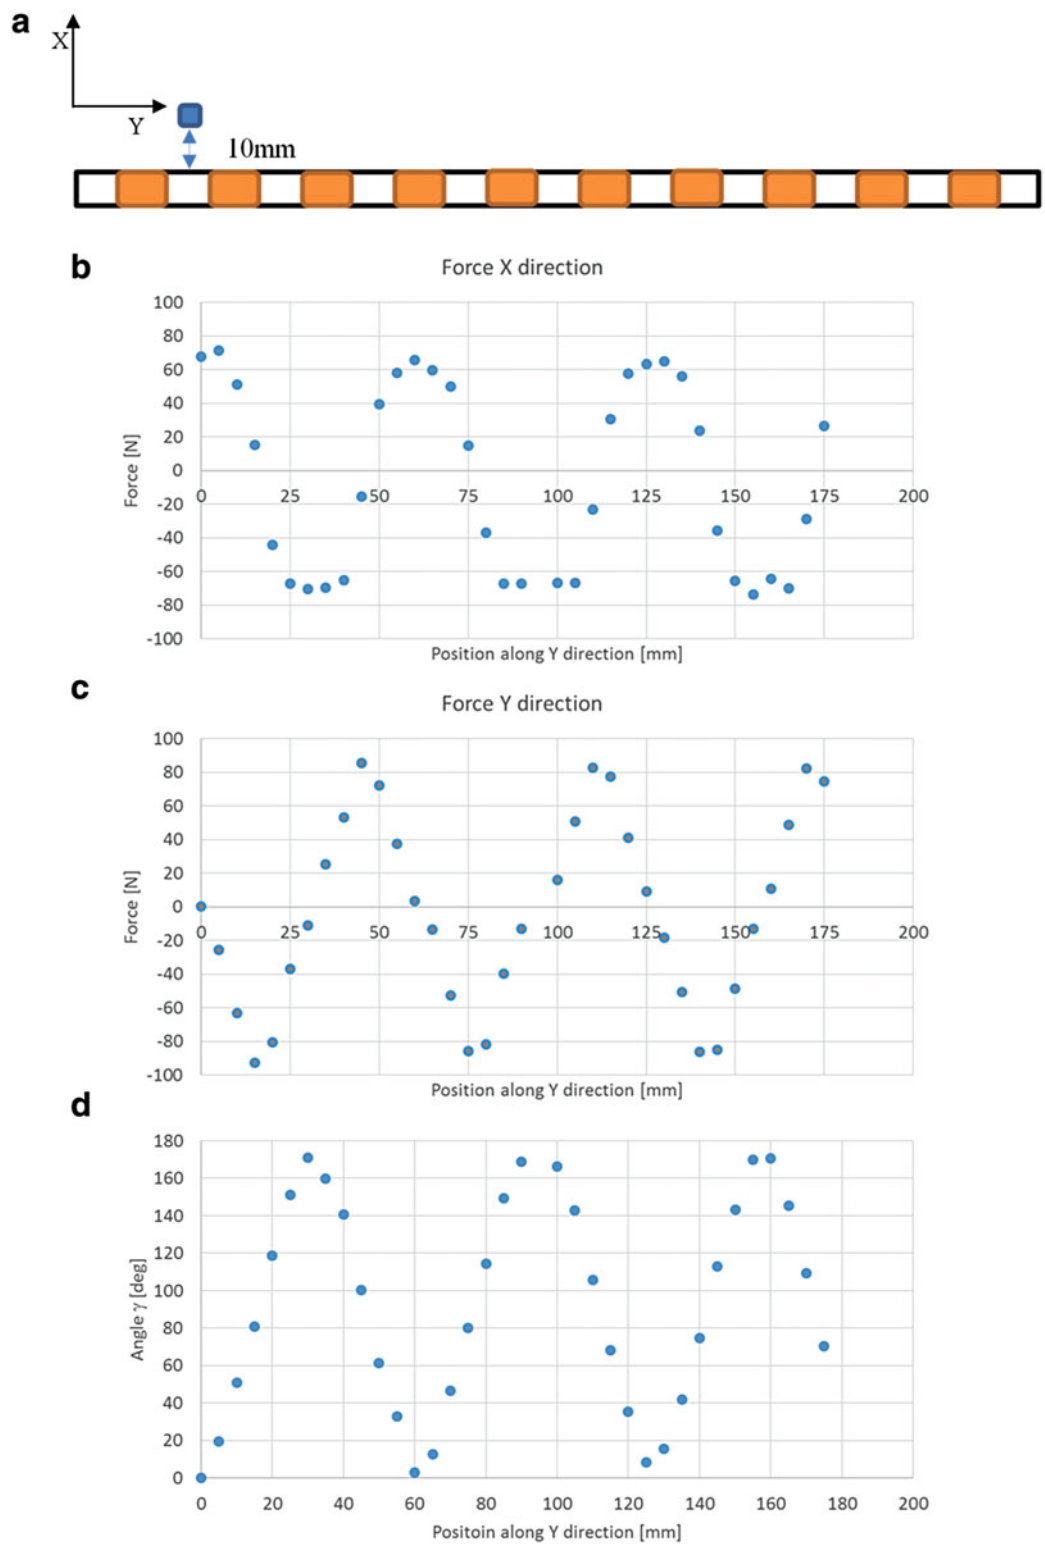 a
X
Y
10mm
b
Force X direction
100
80
60
40
20
0
-20
-40
-60
-80
-100
Force [N]
0 25 50 75 100 125 150 175 200
Position along Y direction [mm]
c
Force Y direction
100
80
60
40
20
0
-20
-40
-60
-80
-100
Force [N]
0 25 50 75 100 125 150 175 200
Position along Y direction [mm]
d
180
160
140
120
100
80
60
40
20
0
Angle γ [deg]
0 20 40 60 80 100 120 140 160 180 200
Positoin along Y direction [mm]